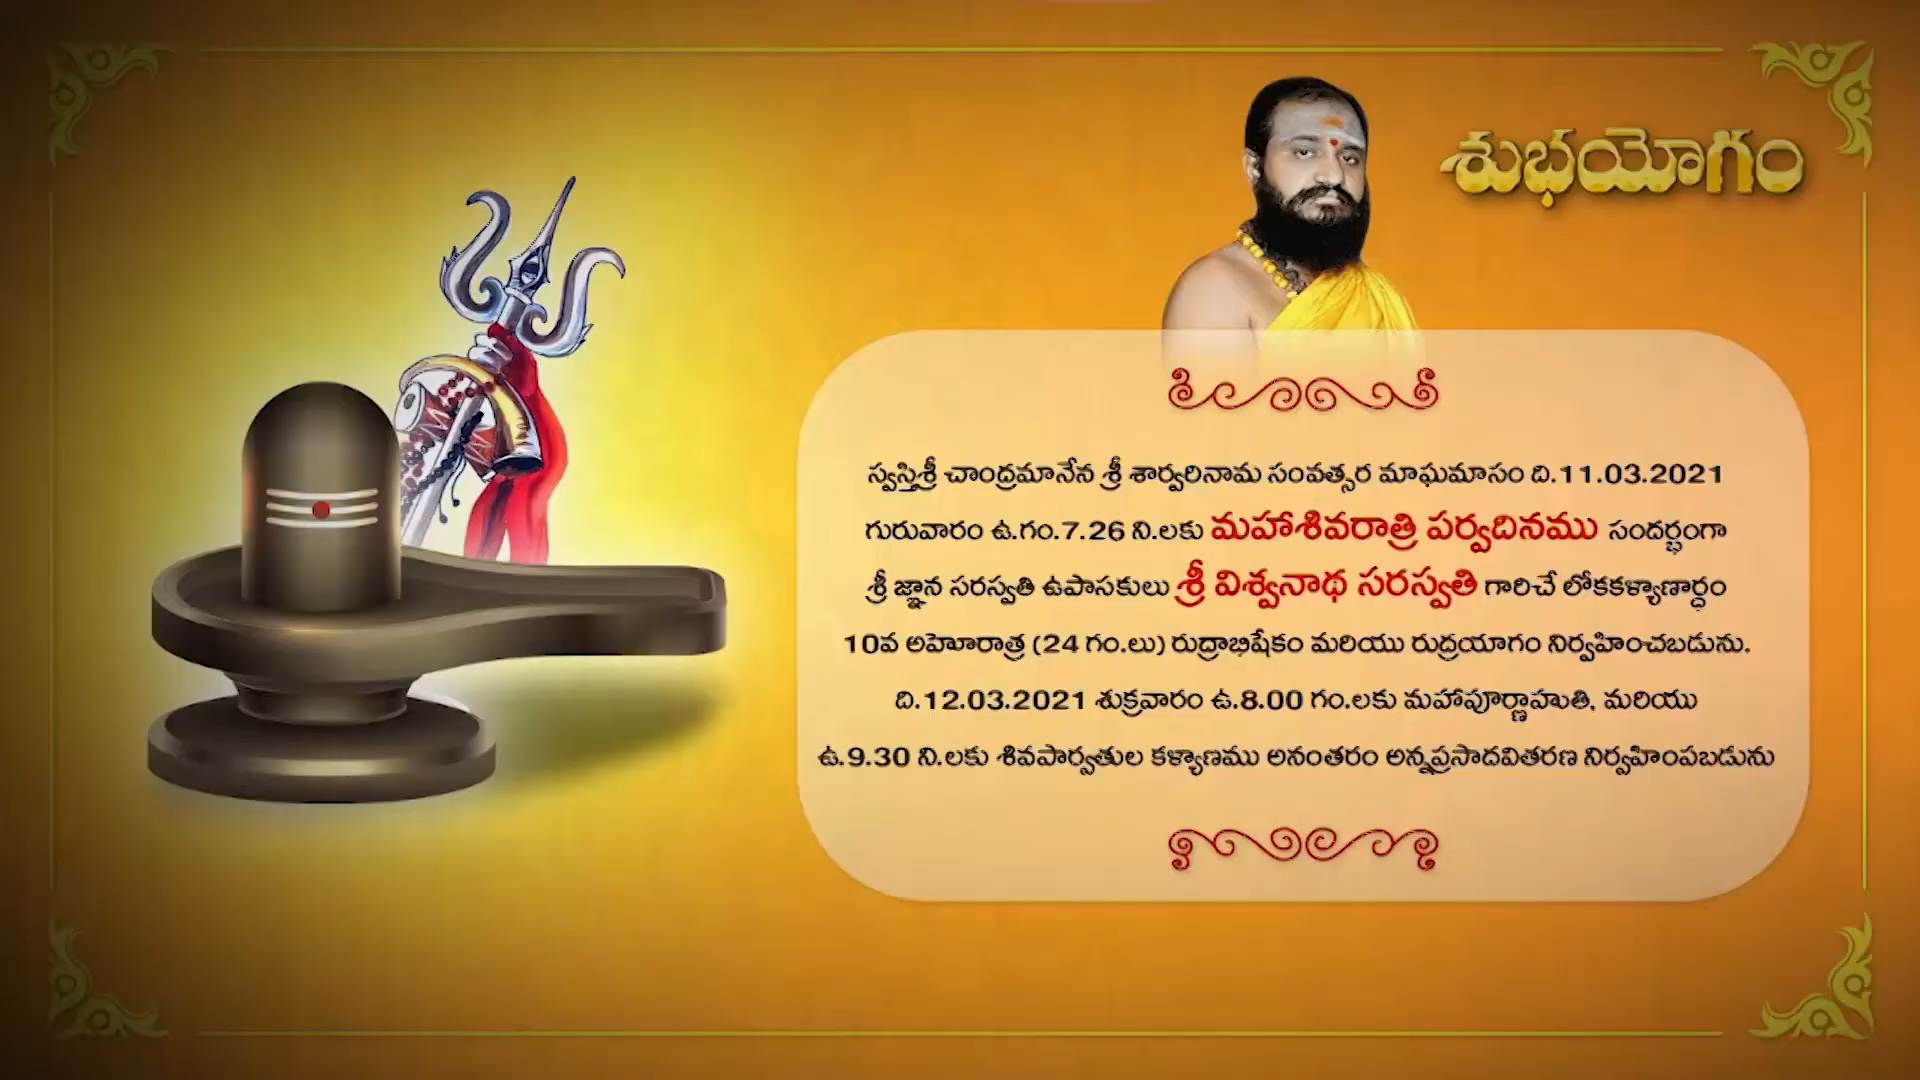 శుభయోగం
స్వస్తిశ్రీ చాంద్రమానేన శ్రీ శార్వరినామ సంవత్సర మాఘమాసం ది.11.03.2021
గురువారం ఉ.గం.7.26 ని.లకు మహాశివరాత్రి పర్వదినము సందర్భంగా
శ్రీ జ్ఞాన సరస్వతి ఉపాసకులు శ్రీ విశ్వనాథ సరస్వతి గారిచే లోకకళ్యాణార్థం
10వ అహెూరాత్ర (24 గం.లు) రుద్రాభిషేకం మరియు రుద్రయాగం నిర్వహించబడును.
ది.12.03.2021 శుక్రవారం ఉ.8.00 గం.లకు మహాపూర్ణాహుతి, మరియు
ఉ.9.30 ని.లకు శివపార్వతుల కళ్యాణము అనంతరం అన్నప్రసాదవితరణ నిర్వహింపబడును